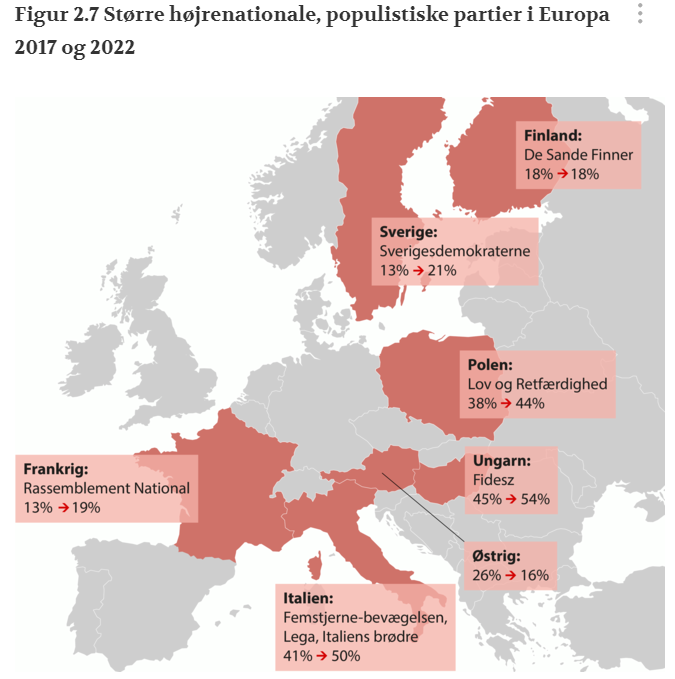 Figur 2.7 Større højrenationale, populistiske partier i Europa
2017 og 2022
Finland:
De Sande Finner
18% → 18%
Sverige:
Sverigesdemokraterne
13% → 21%
Polen:
Lov og Retfærdighed
38% → 44%
Frankrig:
Rassemblement National
13% → 19%
Ungarn:
Fidesz
45% → 54%
Østrig:
26% → 16%
Italien:
Femstjerne-bevægelsen,
Lega, Italiens brødre
41% → 50%